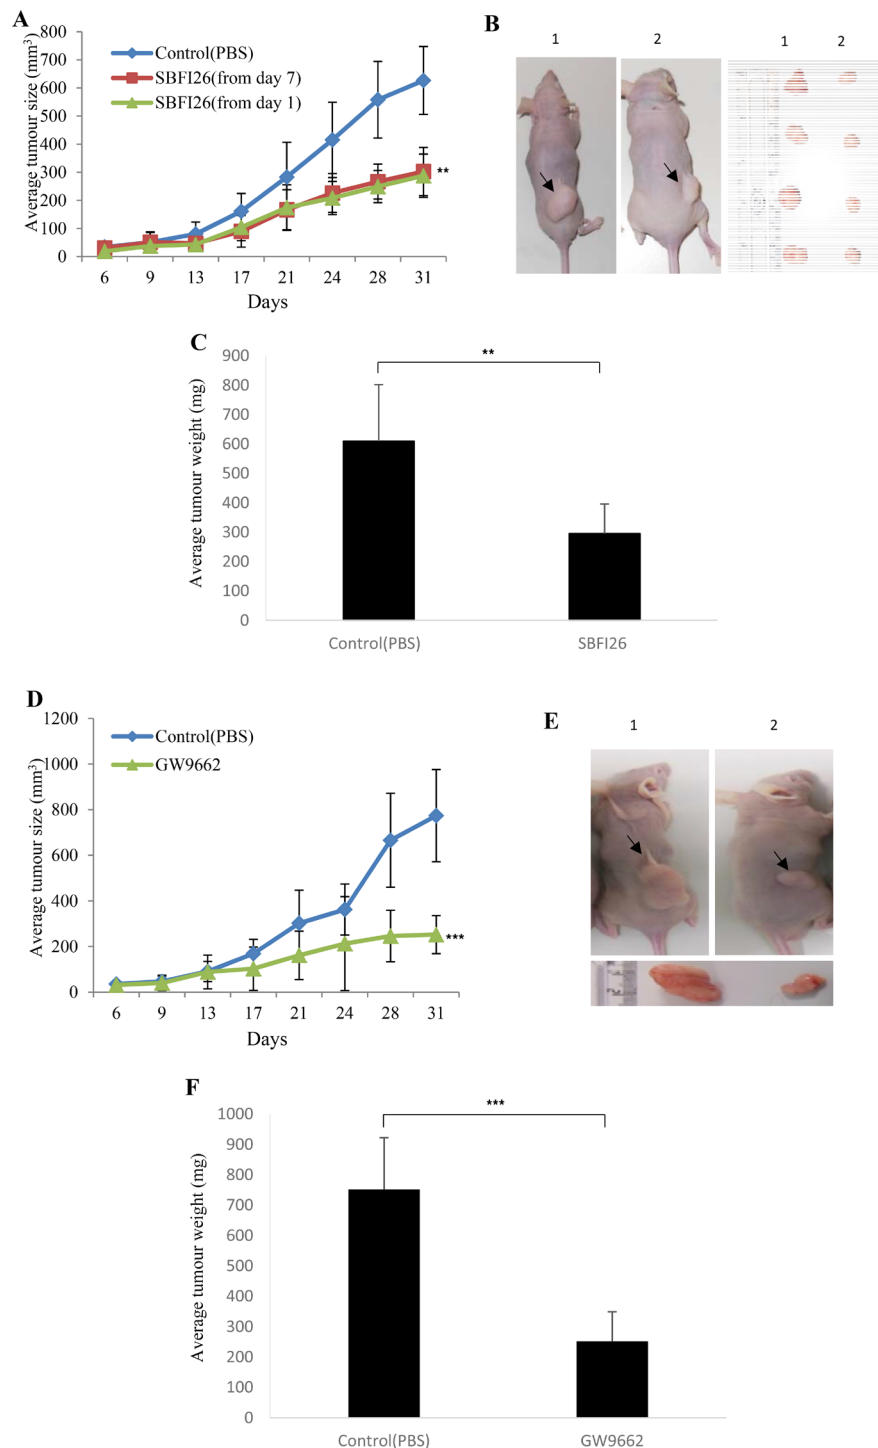 A
Average tumour size (mm3)
800
700
600
500
400
300
200
100
0
Control(PBS)
SBFI26(from day 7)
SBFI26(from day 1)
**
6 9 13 17 21 24 28 31
Days
B
1 2
1 2
C
Average tumour weight (mg)
900
800
700
600
500
400
300
200
100
0
**
Control(PBS) SBFI26
D
Average tumour size (mm3)
1200
1000
800
600
400
200
0
Control(PBS)
GW9662
***
6 9 13 17 21 24 28 31
Days
E
1 2
F
Average tumour weight (mg)
1000
900
800
700
600
500
400
300
200
100
0
***
Control(PBS) GW9662